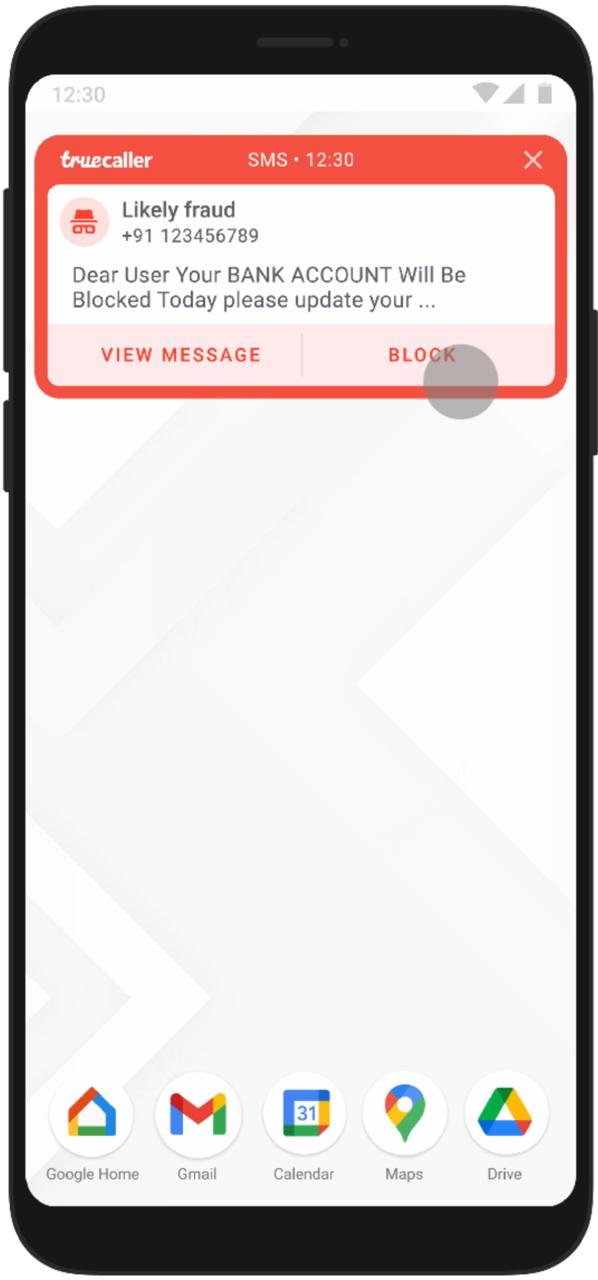 12:30
truecaller SMS • 12:30
Likely fraud
+91 123456789
Dear User Your BANK ACCOUNT Will Be
Blocked Today please update your ...
VIEW MESSAGE BLOCK
31
Google Home Gmail Calendar Maps Drive